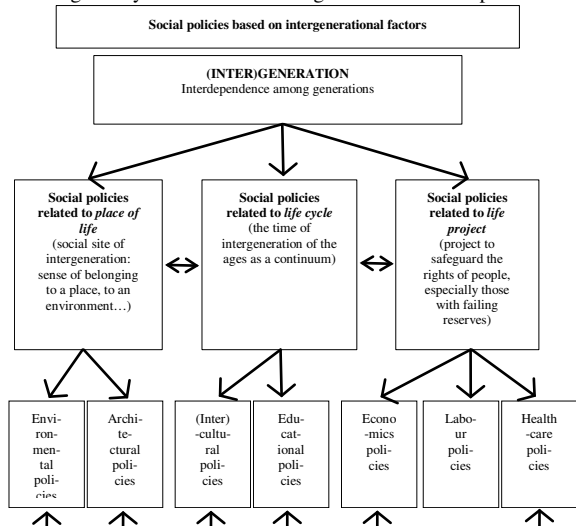 Social policies based on intergenerational factors
(INTER)GENERATION
Interdependence among generations
Social policies
related to place of
life
(social site of
intergeneration:
sense of belonging
to a place, to an
environment…)
Social policies
related to life cycle
(the time of
intergeneration of the
ages as a continuum)
Social policies
related to life
project
(project to
safeguard the
rights of people,
especially those
with failing
reserves)
Envi-
ron-
men-
tal
poli-
cies
Archi-
te-
ctural
poli-
cies
(Inter)
-cultu-
ral
poli-
cies
Edu-
cat-
ional
poli-
cies
Econo
-mics
poli-
cies
Labo-
ur
poli-
cies
Health
-care
poli-
cies